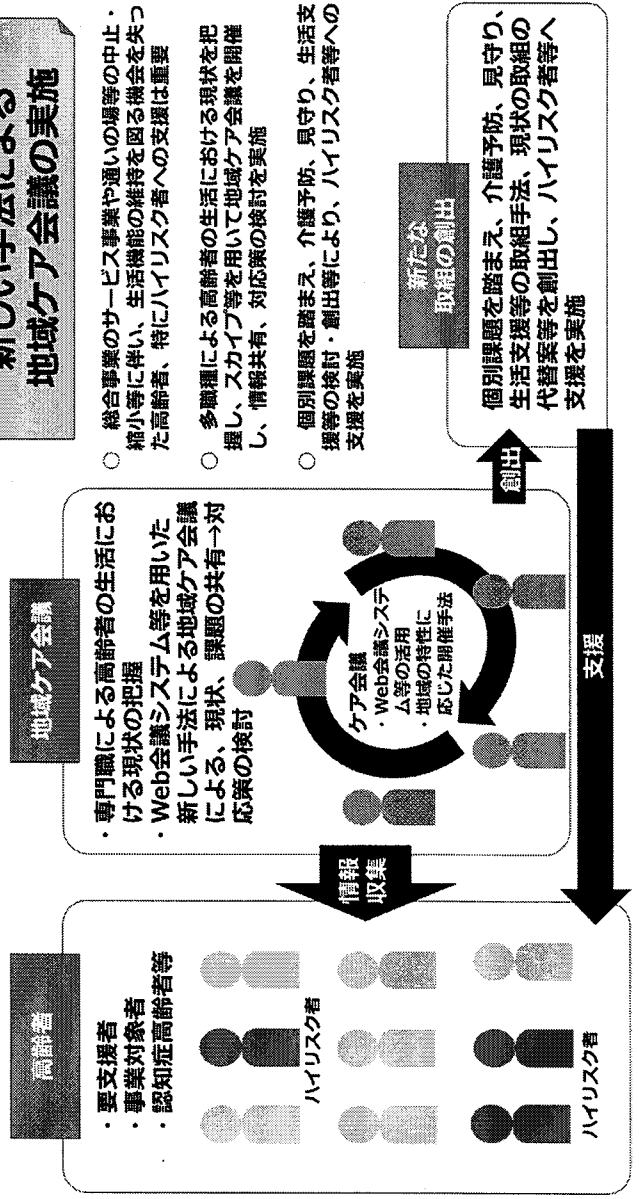 新しい手法による
地域ケア会議の実施
○ 総合事業のサービス事業や通いの場等の中止・
縮小等に伴い、生活機能の維持を図る機会を失っ
た高齢者、特にハイリスク者への支援は重要
○ 多職種による高齢者の生活における現状を把
握し、スカイプ等を用いて地域ケア会議を開催
し、情報共有、対応策の検討を実施
○ 個別課題を踏まえ、介護予防、見守り、生活支
援等の検討・創出等により、ハイリスク者等への
支援を実施
高齢者
・要支援者
・事業対象者
・認知症高齢者等
ハイリスク者
ハイリスク者
情報
収集
地域ケア会議
・専門職による高齢者の生活にお
ける現状の把握
・Web会議システム等を用いた
新しい手法による地域ケア会議
による、現状、課題の共有→対
応策の検討
ケア会議
・Web会議システ
ム等の活用
・地域の特性に
応じた開催手法
創出
新たな
取組の創出
個別課題を踏まえ、介護予防、見守り、
生活支援等の取組手法、現状の取組の
代替案等を創出し、ハイリスク者等へ
支援を実施
支援